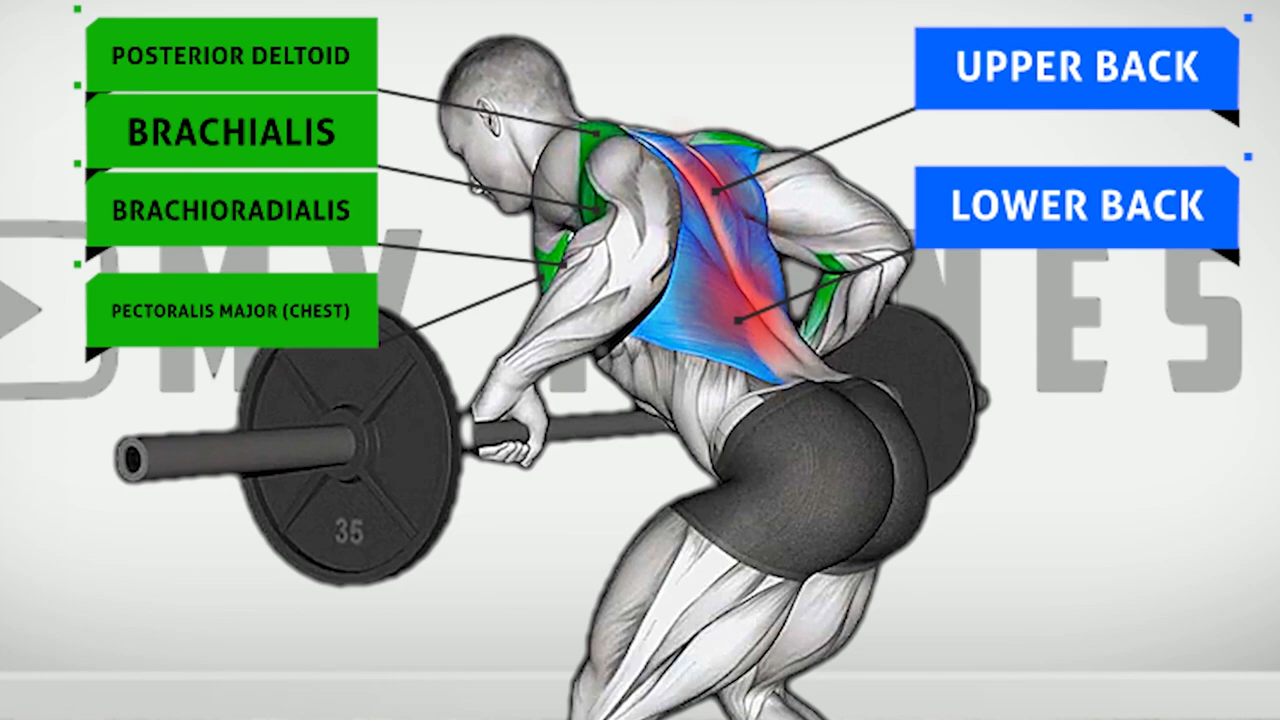 POSTERIOR DELTOID
BRACHIALIS
BRACHIORADIALIS
PECTORALIS MAJOR (CHEST)
UPPER BACK
LOWER BACK
35